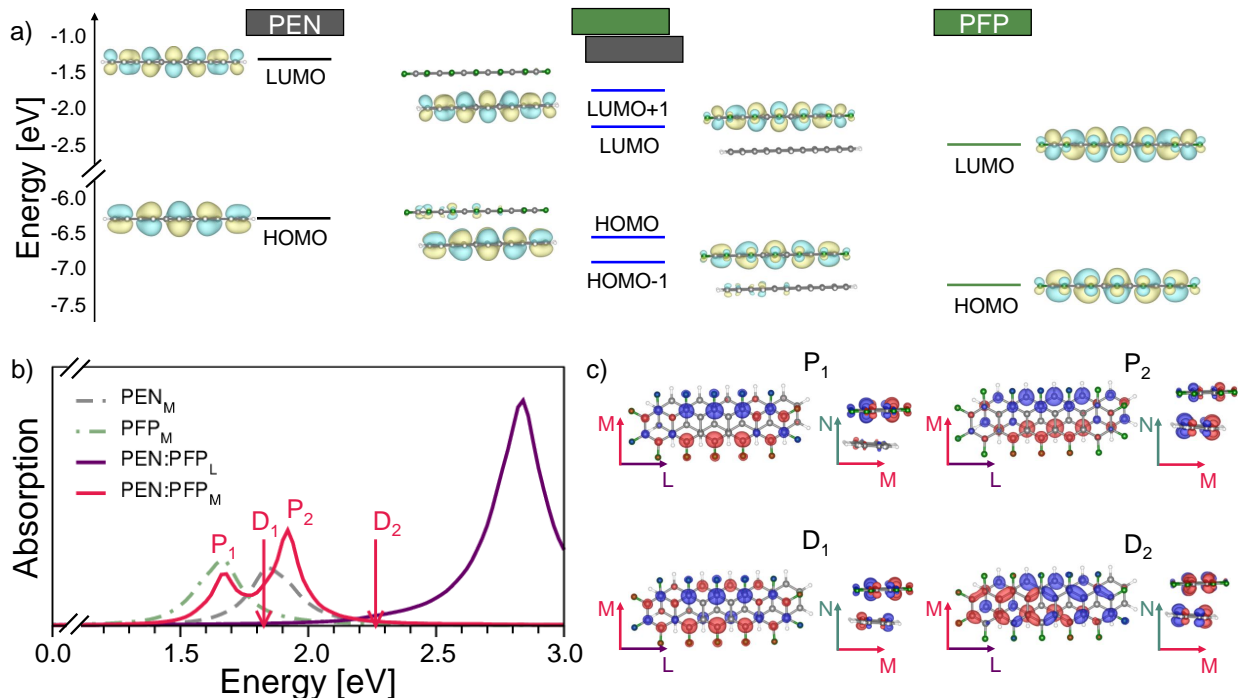 a)
PEN
PFP
Energy [eV]
-1.0
-1.5
-2.0
-2.5
-6.0
-6.5
-7.0
-7.5
LUMO
HOMO
LUMO+1
LUMO
HOMO
HOMO-1
LUMO
HOMO
b)
Absorption
PEN_M
PFP_M
PEN:PFP_L
PEN:PFP_M
P_1
D_1
P_2
D_2
0.0
1.5
2.0
2.5
3.0
Energy [eV]
c)
P_1
M
L
N
M
P_2
M
L
N
M
D_1
M
L
N
M
D_2
M
L
N
M